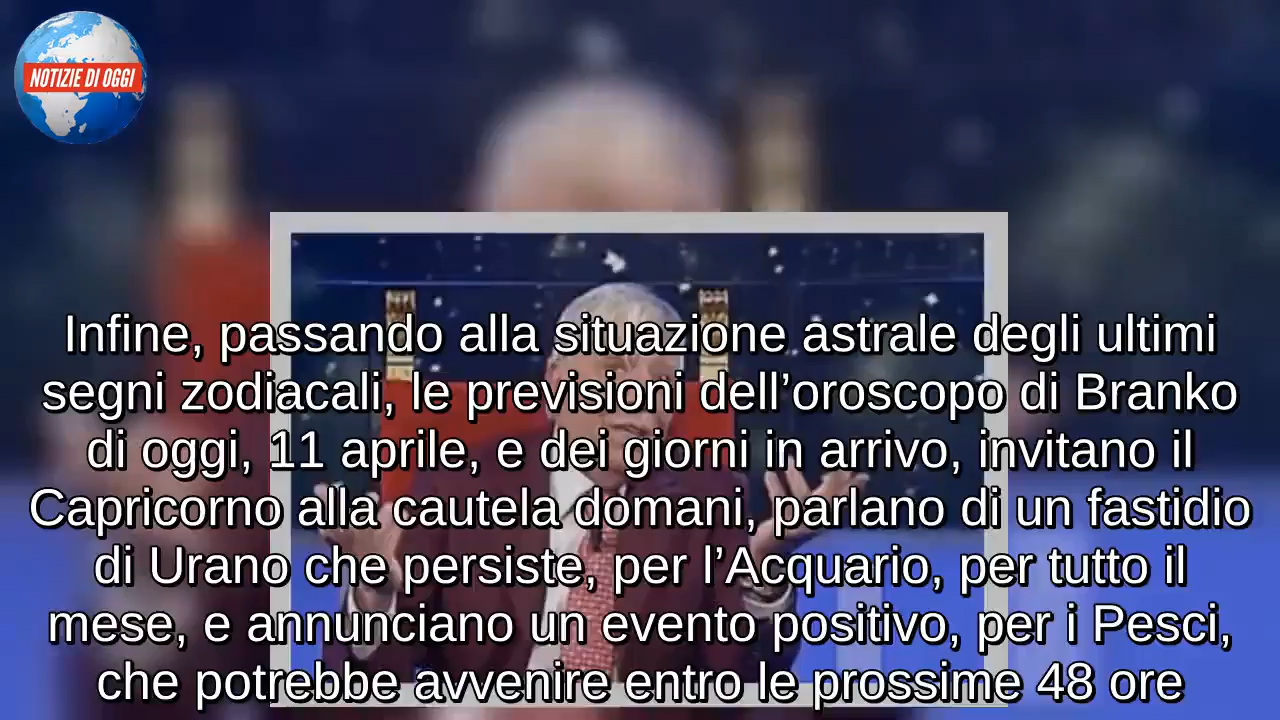 NOTIZIE DI OGGI
Infine, passando alla situazione astrale degli ultimi
segni zodiacali, le previsioni dell’oroscopo di Branko
di oggi, 11 aprile, e dei giorni in arrivo, invitano il
Capricorno alla cautela domani, parlano di un fastidio
di Urano che persiste, per l’Acquario, per tutto il
mese, e annunciano un evento positivo, per i Pesci,
che potrebbe avvenire entro le prossime 48 ore